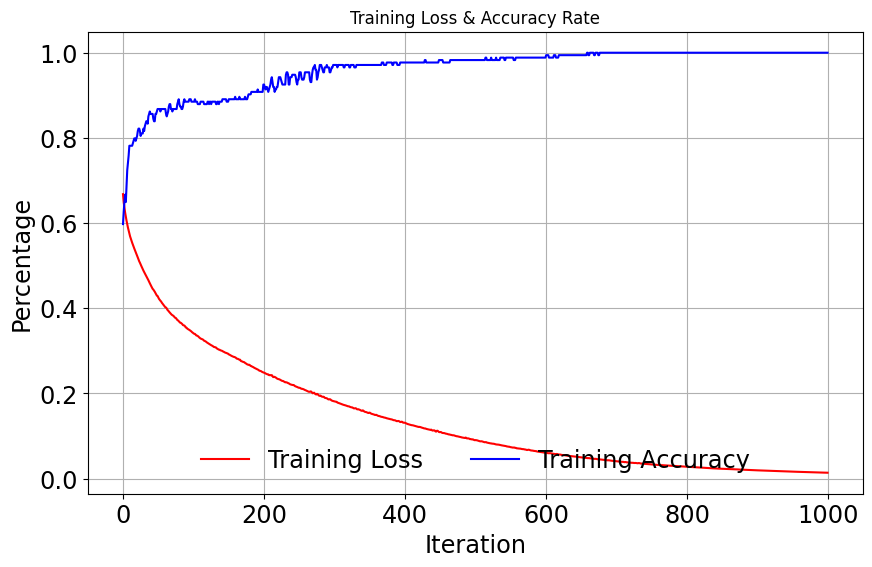 Training Loss & Accuracy Rate
1.0
0.8
0.6
0.4
0.2
0.0
Percentage
Training Loss
Training Accuracy
0 200 400 600 800 1000
Iteration